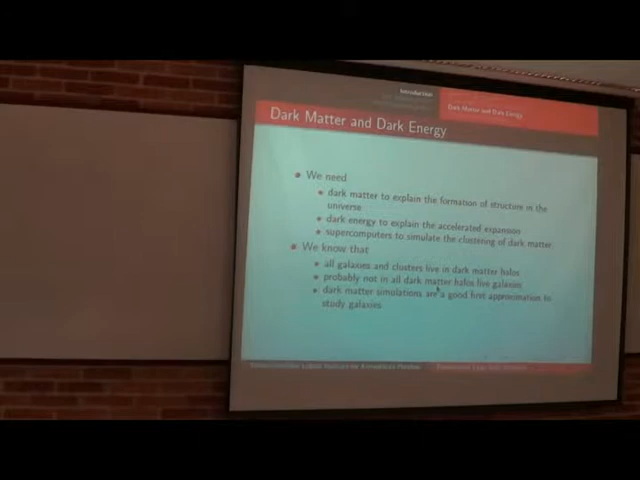 Introduction
Dark Matter and Dark Energy
Dark Matter and Dark Energy
We need
dark matter to explain the formation of structure in the
universe
dark energy to explain the accelerated expansion
supercomputers to simulate the clustering of dark matter
We know that
all galaxies and clusters live in dark matter halos
probably not in all dark matter halos live galaxies
dark matter simulations are a good first approximation to
study galaxies